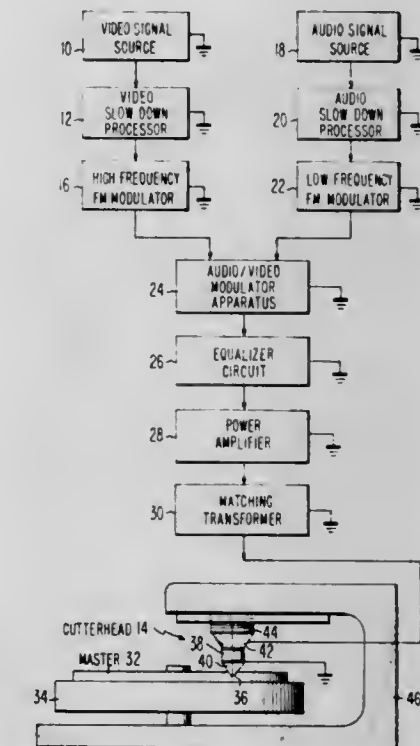 10
VIDEO SIGNAL
SOURCE
18
AUDIO SIGNAL
SOURCE
12
VIDEO
SLOW DOWN
PROCESSOR
20
AUDIO
SLOW DOWN
PROCESSOR
16
HIGH FREQUENCY
FM MODULATOR
22
LOW FREQUENCY
FM MODULATOR
24
AUDIO/VIDEO
MODULATOR
APPARATUS
26
EQUALIZER
CIRCUIT
28
POWER
AMPLIFIER
30
MATCHING
TRANSFORMER
44
CUTTERHEAD 14
38
42
MASTER 32
40
34
36
46